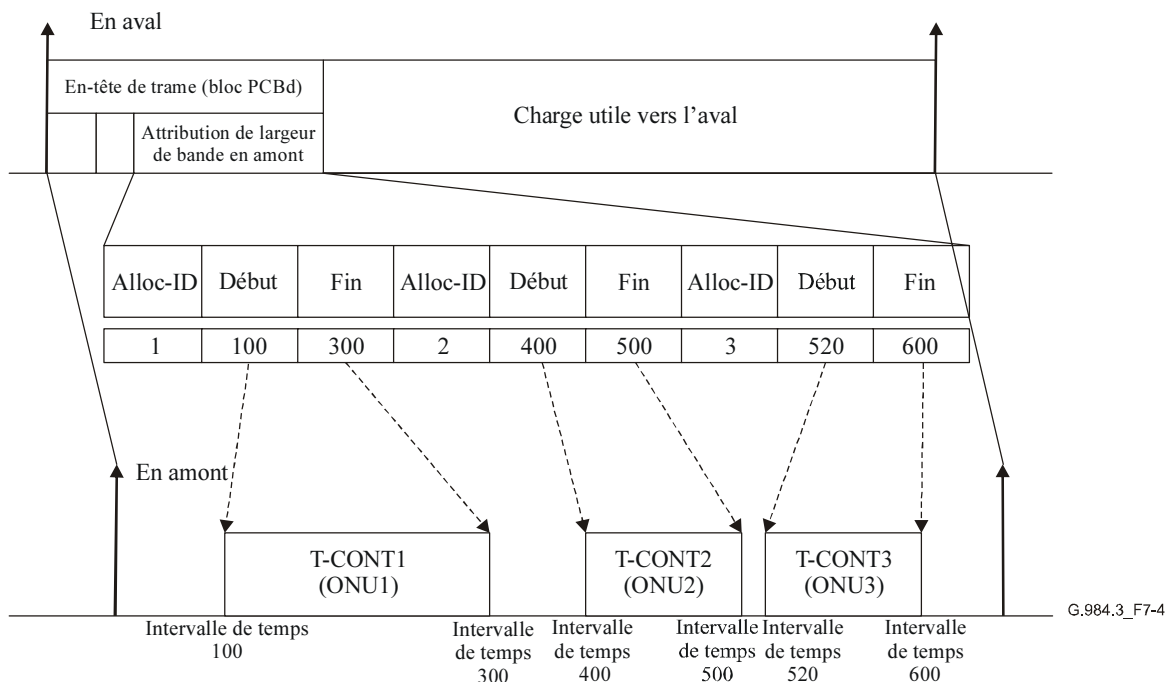 En aval
En-tête de trame (bloc PCBd)
Charge utile vers l'aval
Attribution de largeur
de bande en amont
Alloc-ID Début Fin Alloc-ID Début Fin Alloc-ID Début Fin
1 100 300 2 400 500 3 520 600
En amont
T-CONT1
(ONU1)
T-CONT2
(ONU2)
T-CONT3
(ONU3)
G.984.3_F7-4
Intervalle de temps
100
Intervalle
de temps
300
Intervalle
de temps
400
Intervalle
de temps
500
Intervalle
de temps
520
Intervalle
de temps
600